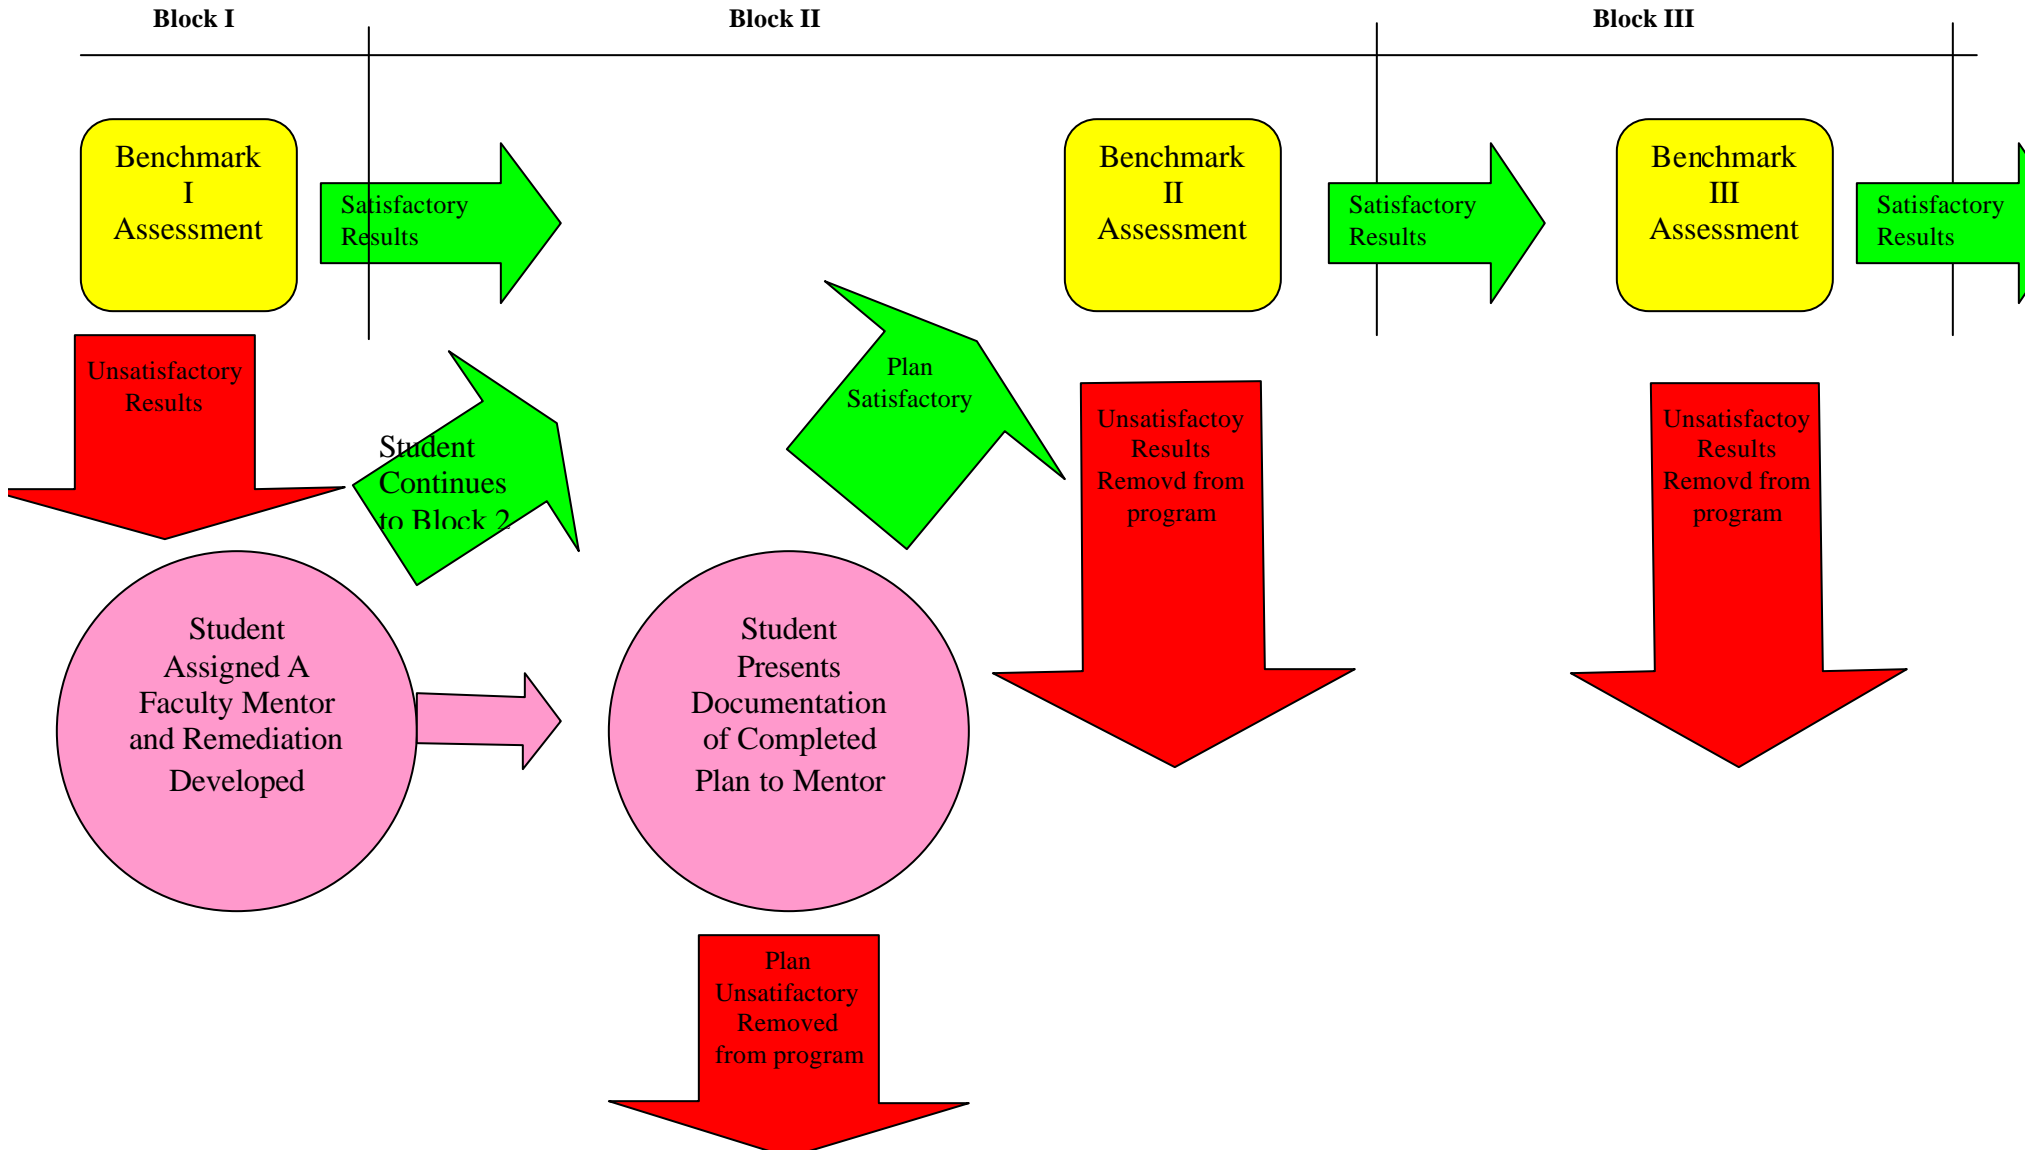 Block I
Block II
Block III
Benchmark
I
Assessment
Satisfactory
Results
Benchmark
II
Assessment
Satisfactory
Results
Benchmark
III
Assessment
Satisfactory
Results
Unsatisfactory
Results
Student
Continues
to Block 2
Plan
Satisfactory
Unsatisfactoy
Results
Removd from
program
Unsatisfactoy
Results
Removd from
program
Student
Assigned A
Faculty Mentor
and Remediation
Developed
Student
Presents
Documentation
of Completed
Plan to Mentor
Plan
Unsatifactory
Removed
from program